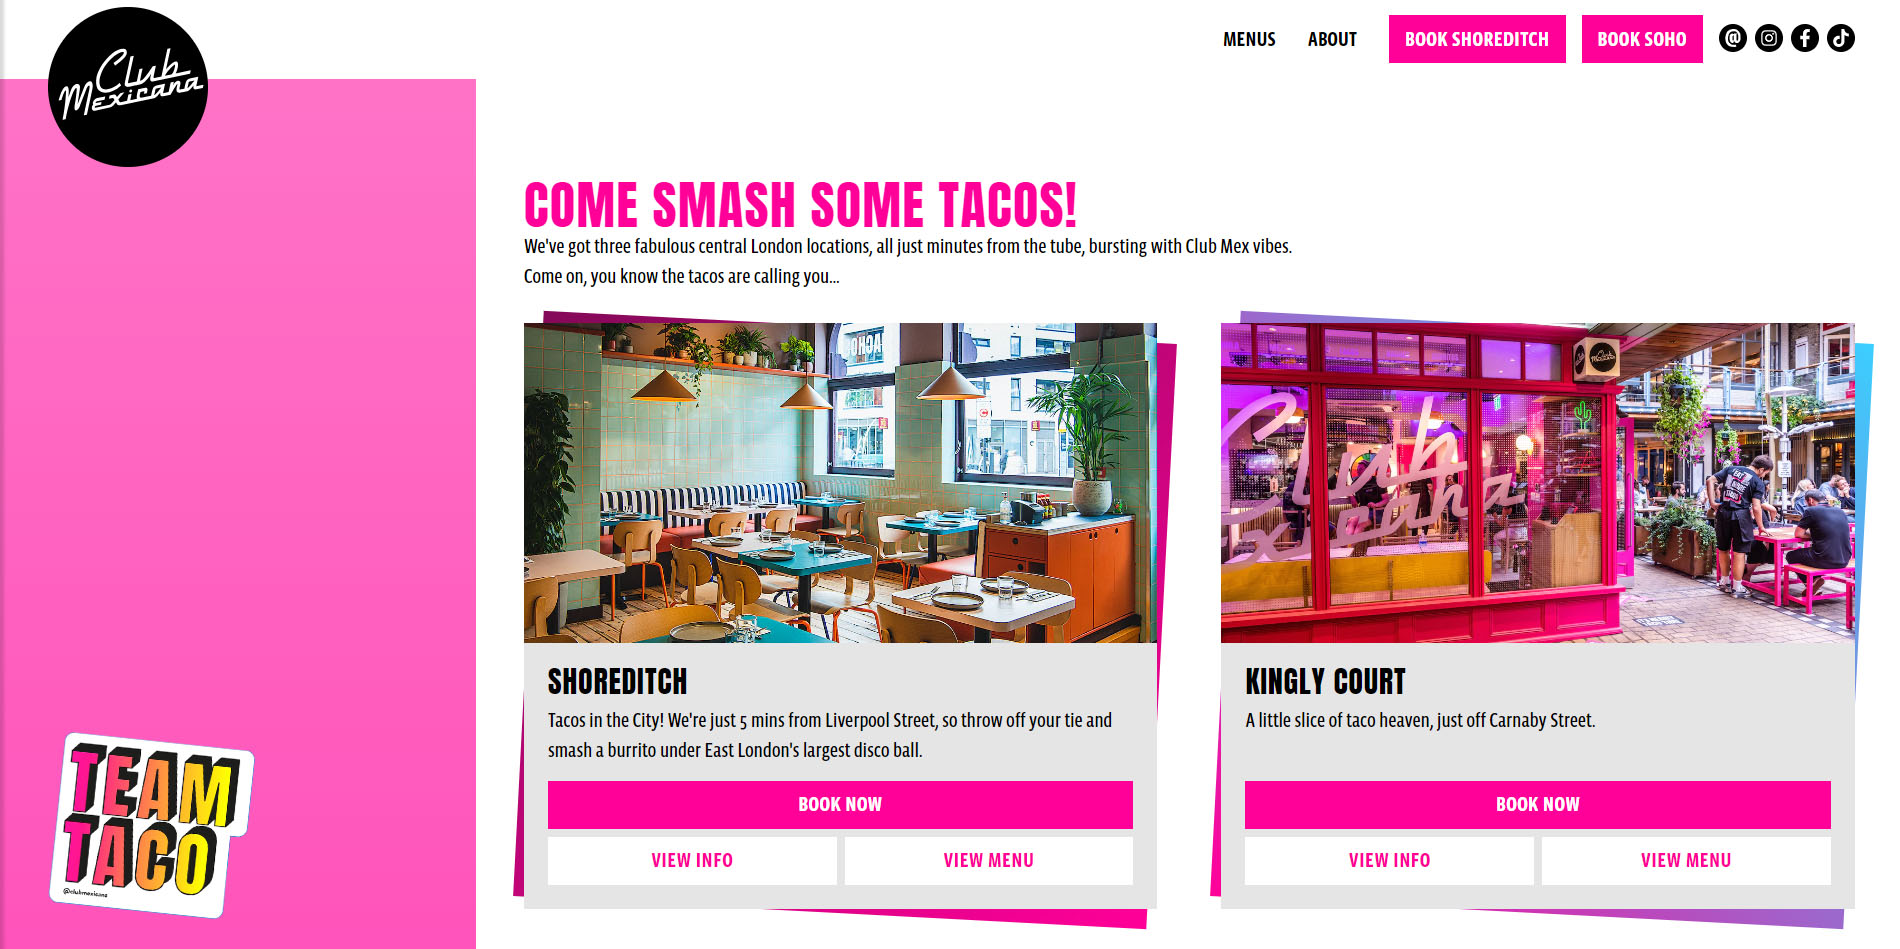 Club
Mexicana
MENUS
ABOUT
BOOK SHOREDITCH
BOOK SOHO
COME SMASH SOME TACOS!
We've got three fabulous central London locations, all just minutes from the tube, bursting with Club Mex vibes.
Come on, you know the tacos are calling you...
Club
Mexicana
SHOREDITCH
Tacos in the City! We're just 5 mins from Liverpool Street, so throw off your tie and
smash a burrito under East London's largest disco ball.
BOOK NOW
VIEW INFO
VIEW MENU
KINGLY COURT
A little slice of taco heaven, just off Carnaby Street.
BOOK NOW
VIEW INFO
VIEW MENU
TEAM
TACO
@clubmexicana